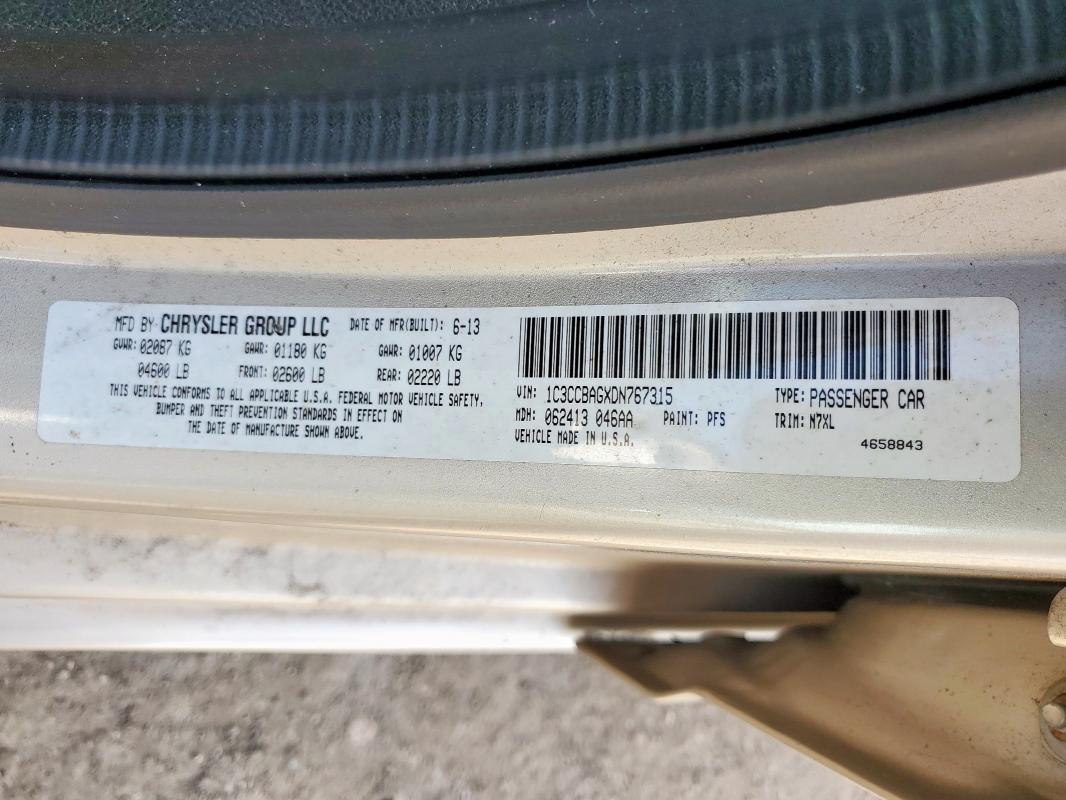 MFD BY CHRYSLER GROUP LLC DATE OF MFR(BUILT): 6-13
GVWR: 02087 KG GAWR: 01180 KG GAWR: 01007 KG
04600 LB FRONT: 02600 LB REAR: 02220 LB
THIS VEHICLE CONFORMS TO ALL APPLICABLE U.S.A. FEDERAL MOTOR VEHICLE SAFETY,
BUMPER AND THEFT PREVENTION STANDARDS IN EFFECT ON
THE DATE OF MANUFACTURE SHOWN ABOVE.
VIN: 1C3CCBAGXDN767315 TYPE: PASSENGER CAR
MDH: 062413 046AA PAINT: PFS TRIM: N7XL
VEHICLE MADE IN U.S.A. 4658843